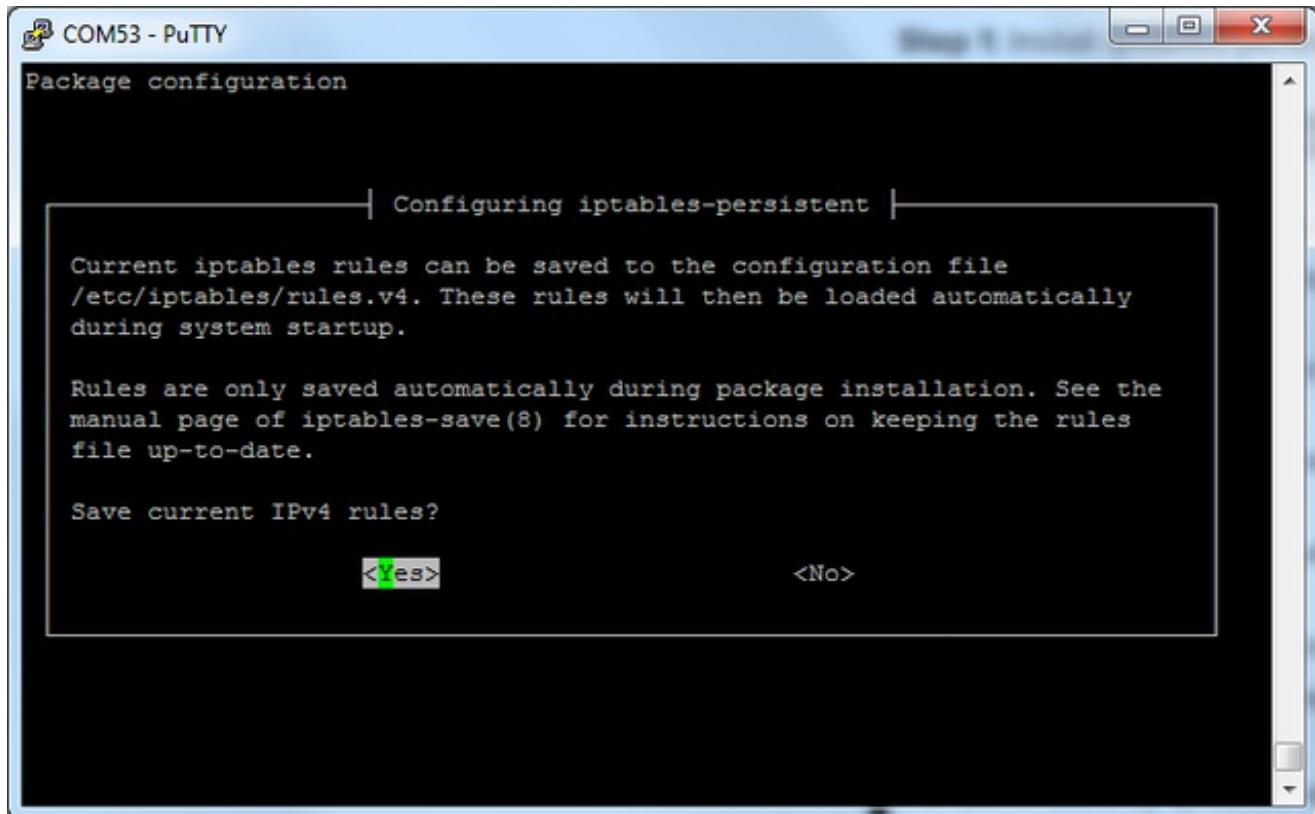 COM53 - PuTTY
Package configuration
Configuring iptables-persistent
Current iptables rules can be saved to the configuration file
/etc/iptables/rules.v4. These rules will then be loaded automatically
during system startup.
Rules are only saved automatically during package installation. See the
manual page of iptables-save(8) for instructions on keeping the rules
file up-to-date.
Save current IPv4 rules?
<Yes> <No>